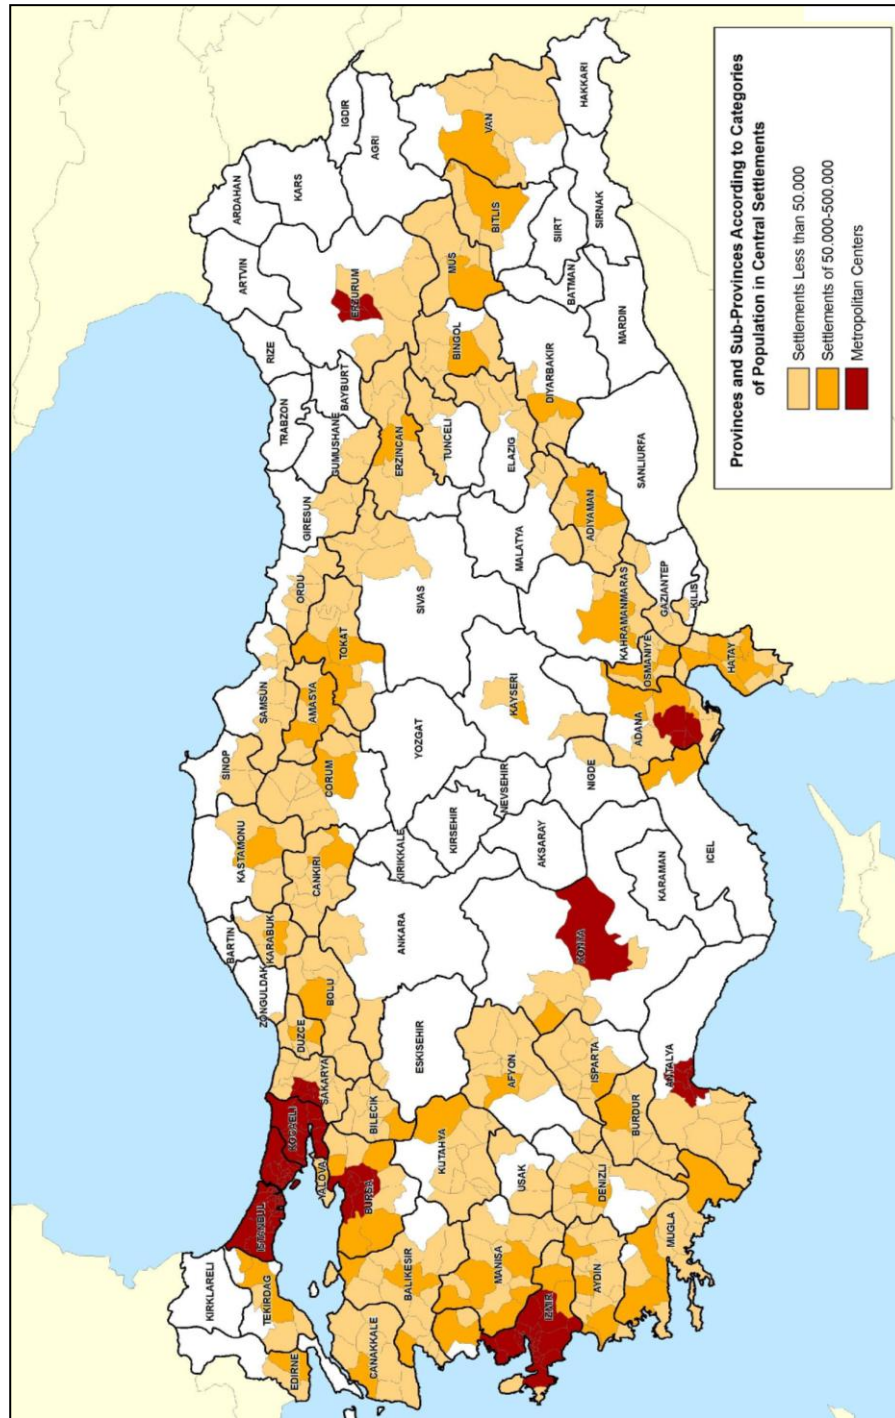 Provinces and Sub-Provinces According to Categories
of Population in Central Settlements
Settlements Less than 50.000
Settlements of 50.000-500.000
Metropolitan Centers
KIRKLARELI
EDIRNE
TEKIRDAG
ISTANBUL
KOCAELI
YALOVA
SAKARYA
DUZCE
ZONGULDAK
BARTIN
KARABUK
BOLU
KASTAMONU
CANKIRI
SINOP
CORUM
SAMSUN
AMASYA
TOKAT
ORDU
GIRESUN
GUMUSHANE
TRABZON
BAYBURT
RIZE
ARTVIN
ARDAHAN
KARS
IGDIR
AGRI
ERZURUM
ERZINCAN
TUNCELI
BINGOL
MUS
BITLIS
VAN
HAKKARI
SIRNAK
SIIRT
BATMAN
MARDIN
DIYARBAKIR
ELAZIG
MALATYA
ADIYAMAN
SANLIURFA
GAZIANTEP
KILIS
KAHRAMANMARAS
OSMANIYE
HATAY
ADANA
SIVAS
KAYSERI
YOZGAT
NEVSEHIR
NIGDE
KIRSEHIR
KIRIKKALE
AKSARAY
ANKARA
KONYA
KARAMAN
ICEL
ANTALYA
ISPARTA
BURDUR
AFYON
ESKISEHIR
BILECIK
BURSA
KUTAHYA
USAK
DENIZLI
MUGLA
AYDIN
IZMIR
MANISA
BALIKESIR
CANAKKALE